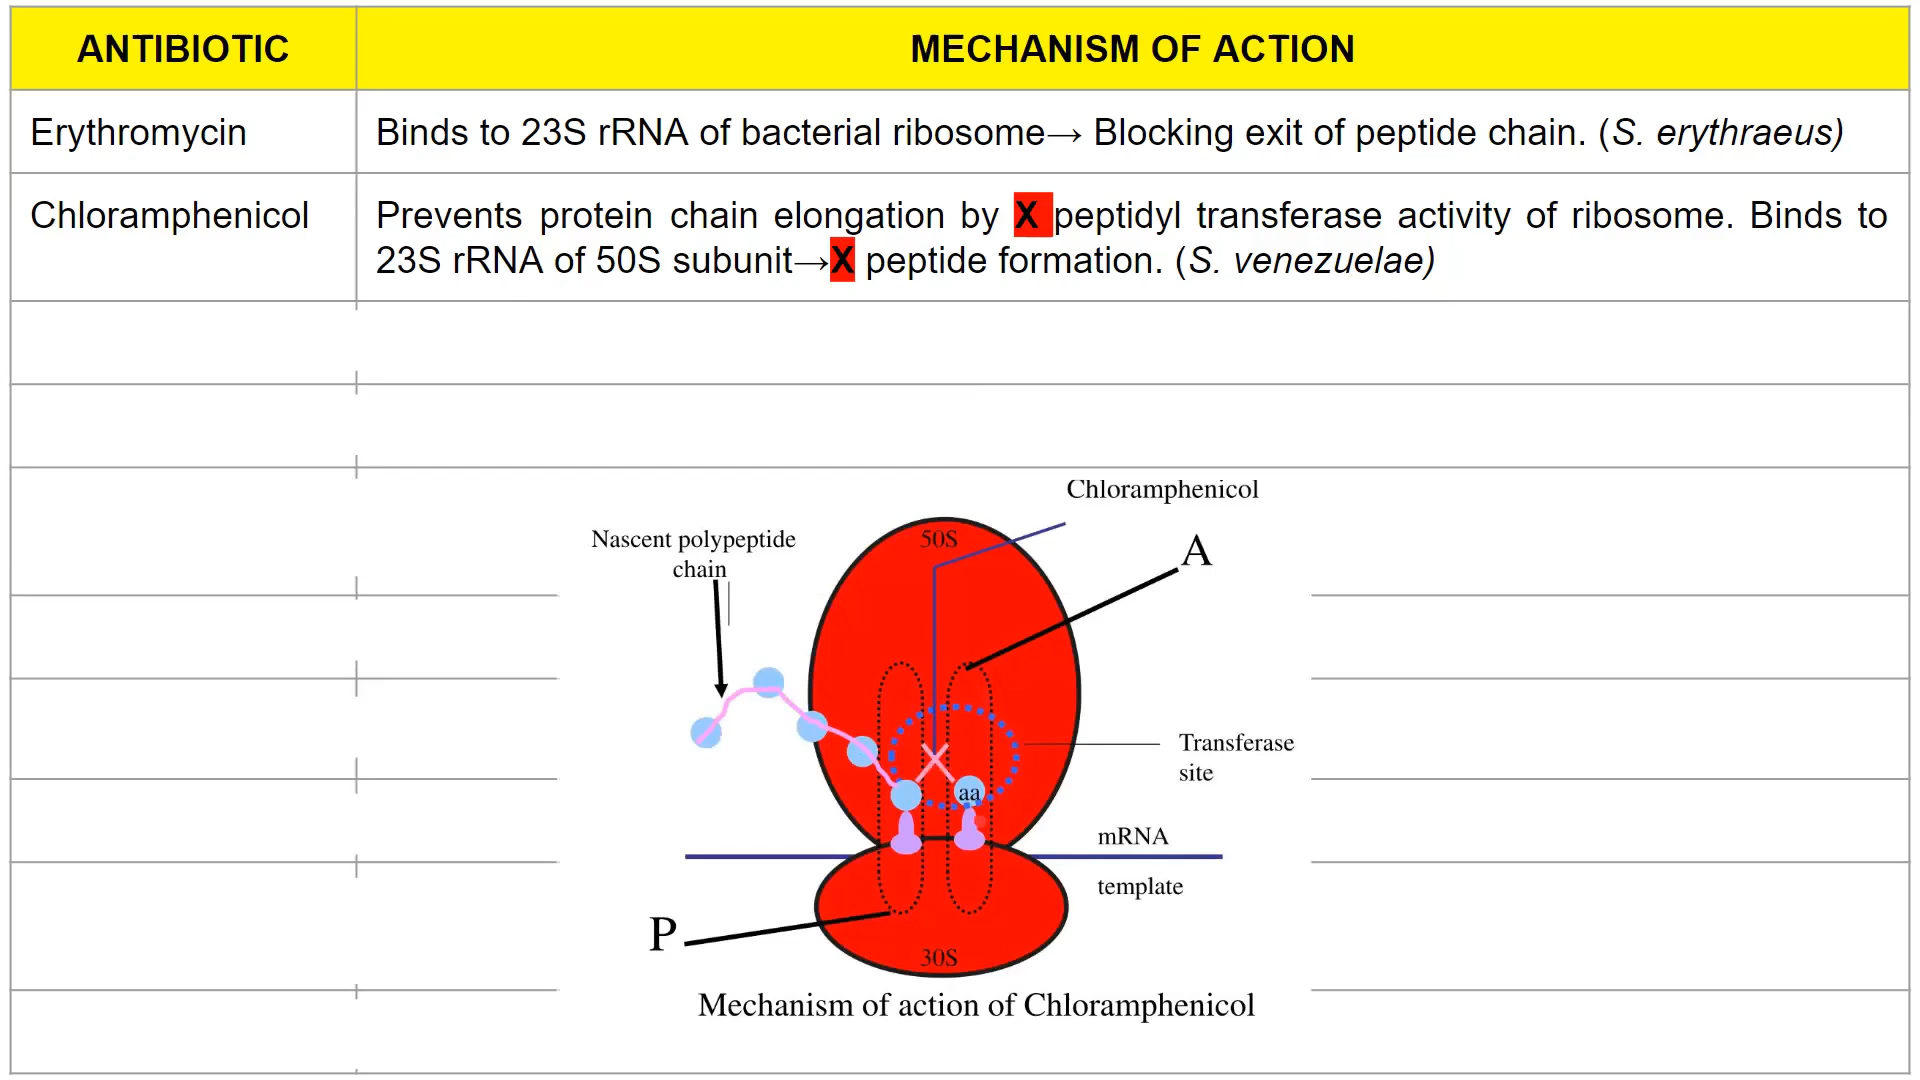 ANTIBIOTIC MECHANISM OF ACTION
Erythromycin Binds to 23S rRNA of bacterial ribosome→ Blocking exit of peptide chain. (S. erythraeus)
Chloramphenicol Prevents protein chain elongation by X peptidyl transferase activity of ribosome. Binds to
23S rRNA of 50S subunit→X peptide formation. (S. venezuelae)
Chloramphenicol
Nascent polypeptide
chain
50S
A
Transferase
site
aa
mRNA
template
P
30S
Mechanism of action of Chloramphenicol